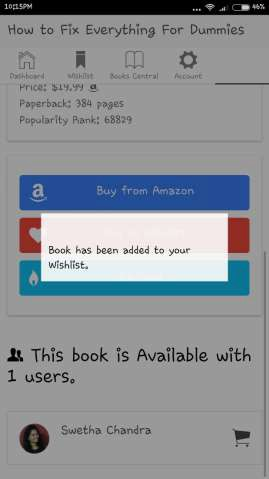 10:15PM
46%
How to Fix Everything For Dummies
Dashboard
Wishlist
Books Central
Account
Price: $19.99
Paperback: 384 pages
Popularity Rank: 68829
Buy from Amazon
Book has been added to your
Wishlist.
This book is Available with
1 users.
Swetha Chandra